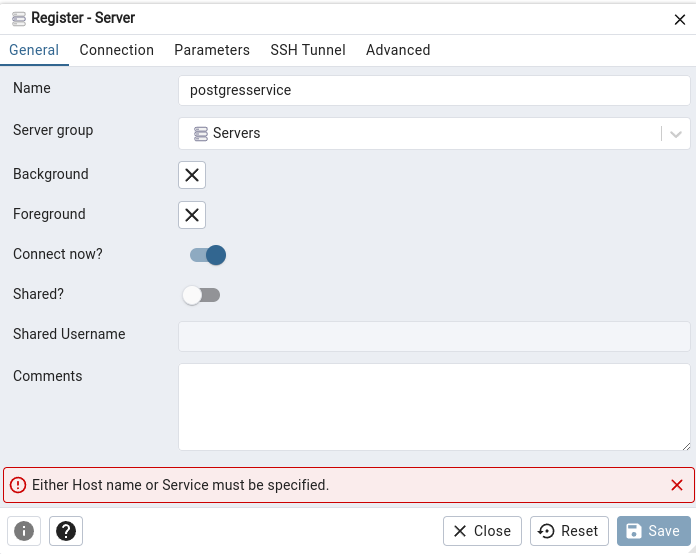 Register - Server
General Connection Parameters SSH Tunnel Advanced
Name postgresservice
Server group Servers
Background
Foreground
Connect now?
Shared?
Shared Username
Comments
Either Host name or Service must be specified.
Close Reset Save